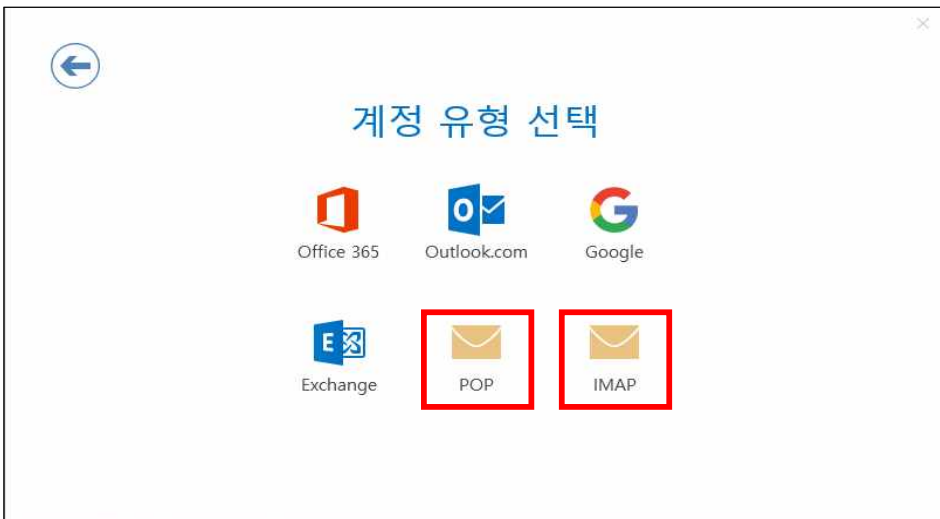 계정 유형 선택
Office 365
Outlook.com
Google
Exchange
POP
IMAP